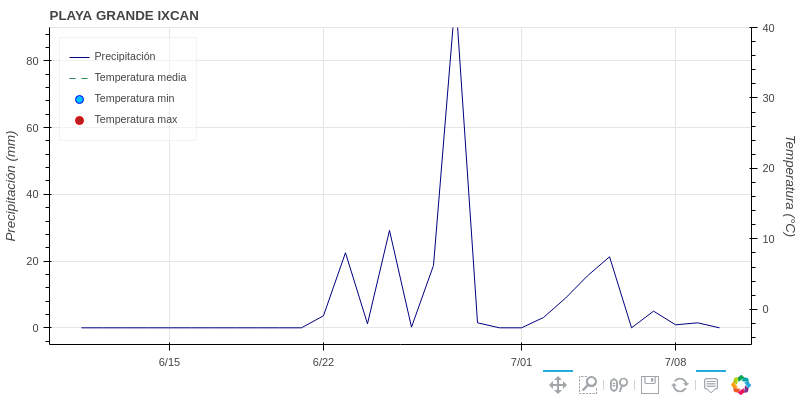 PLAYA GRANDE IXCAN
Precipitación
Temperatura media
Temperatura min
Temperatura max
Precipitación (mm)
80
60
40
20
0
40
30
20
10
0
Temperatura (°C)
6/15
6/22
7/01
7/08